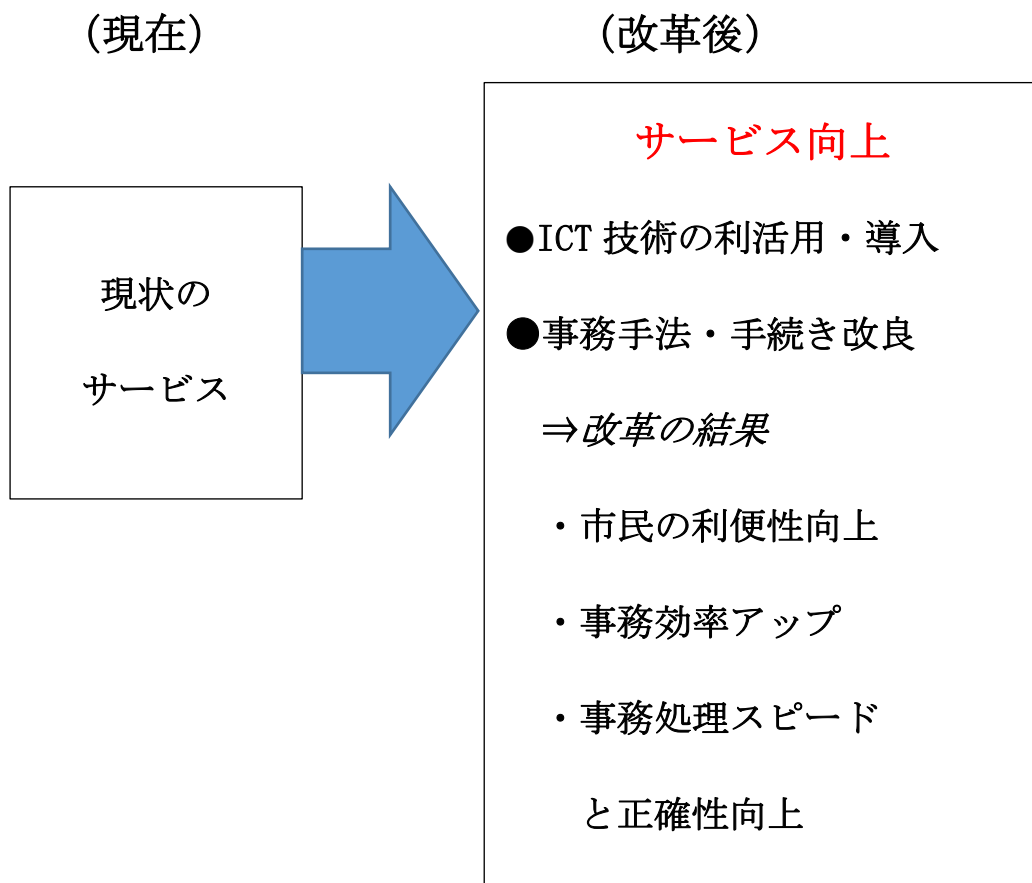 （現在）
（改革後）
現状の
サービス
サービス向上
●ICT 技術の利活用・導入
●事務手法・手続き改良
⇒改革の結果
・市民の利便性向上
・事務効率アップ
・事務処理スピード
と正確性向上